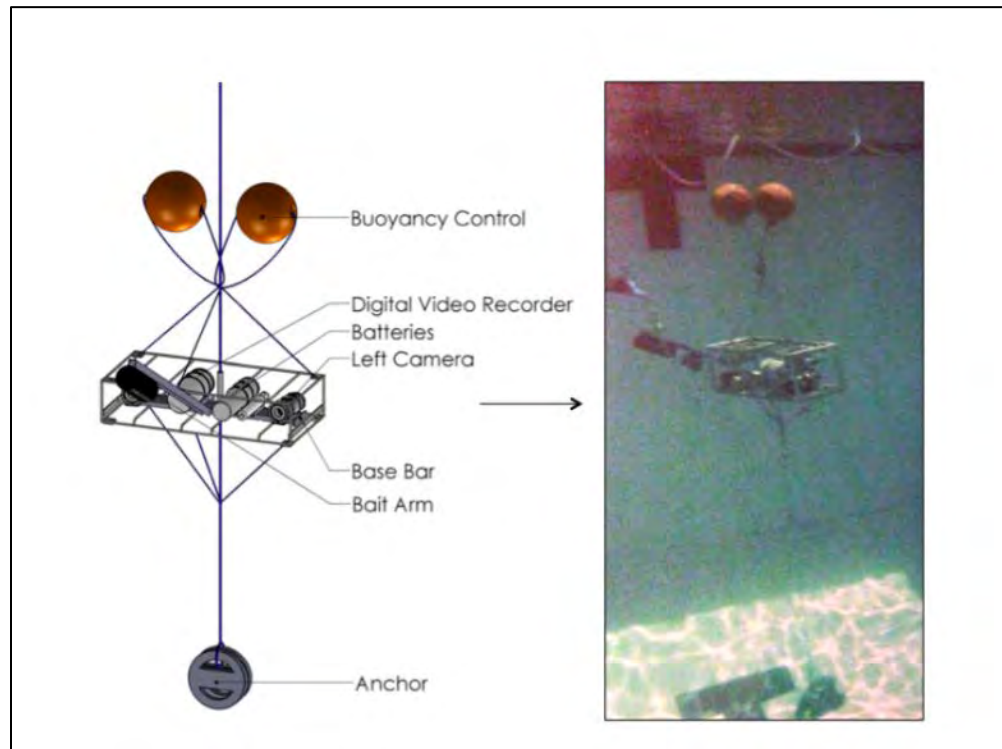 Buoyancy Control
Digital Video Recorder
Batteries
Left Camera
Base Bar
Bait Arm
Anchor